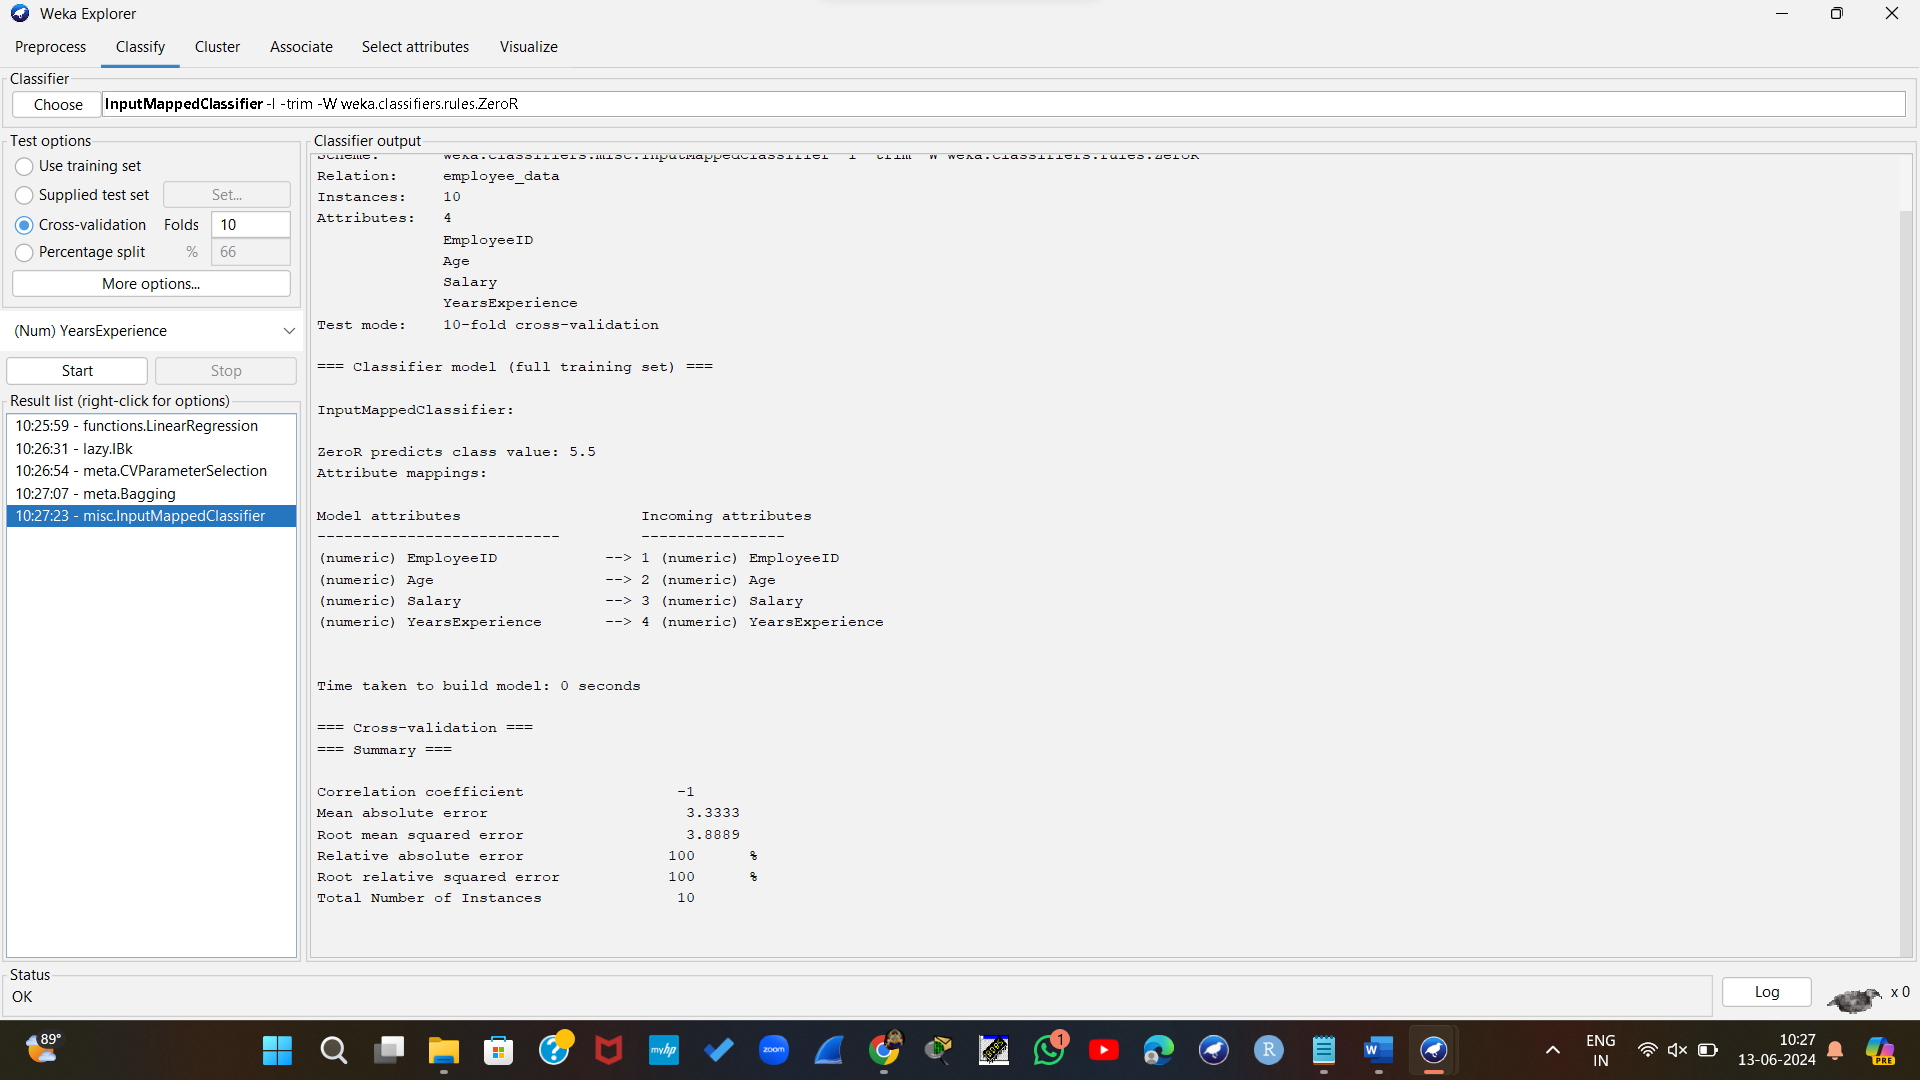 Weka Explorer
Preprocess Classify Cluster Associate Select attributes Visualize
Classifier
Choose InputMappedClassifier -I -trim -W weka.classifiers.rules.ZeroR
Test options
Use training set
Supplied test set Set...
Cross-validation Folds 10
Percentage split % 66
More options...
(Num) YearsExperience
Start Stop
Result list (right-click for options)
10:25:59 - functions.LinearRegression
10:26:31 - lazy.IBk
10:26:54 - meta.CVParameterSelection
10:27:07 - meta.Bagging
10:27:23 - misc.InputMappedClassifier
Classifier output
Scheme: weka.classifiers.misc.InputMappedClassifier -I -trim -W weka.classifiers.rules.ZeroR
Relation: employee_data
Instances: 10
Attributes: 4
EmployeeID
Age
Salary
YearsExperience
Test mode: 10-fold cross-validation
=== Classifier model (full training set) ===
InputMappedClassifier:
ZeroR predicts class value: 5.5
Attribute mappings:
Model attributes Incoming attributes
--------------------------- ----------------
(numeric) EmployeeID --> 1 (numeric) EmployeeID
(numeric) Age --> 2 (numeric) Age
(numeric) Salary --> 3 (numeric) Salary
(numeric) YearsExperience --> 4 (numeric) YearsExperience
Time taken to build model: 0 seconds
=== Cross-validation ===
=== Summary ===
Correlation coefficient -1
Mean absolute error 3.3333
Root mean squared error 3.8889
Relative absolute error 100 %
Root relative squared error 100 %
Total Number of Instances 10
Status
OK
Log x 0
89°
myhp
zoom
1
R
W
ENG
IN
10:27
13-06-2024
PRE